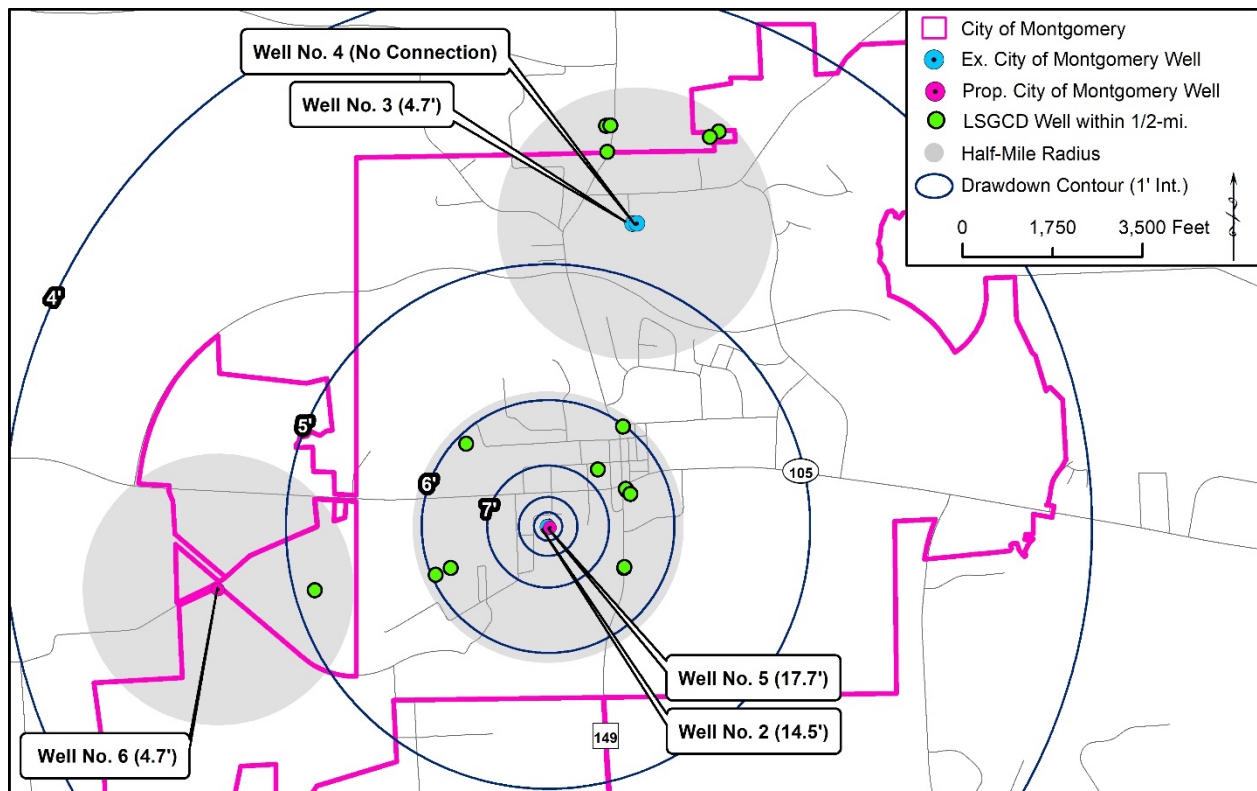 Well No. 4 (No Connection)
Well No. 3 (4.7')
City of Montgomery
Ex. City of Montgomery Well
Prop. City of Montgomery Well
LSGCD Well within 1/2-mi.
Half-Mile Radius
Drawdown Contour (1' Int.)
0 1,750 3,500 Feet
4'
5'
6'
7'
105
Well No. 5 (17.7')
Well No. 2 (14.5')
149
Well No. 6 (4.7')